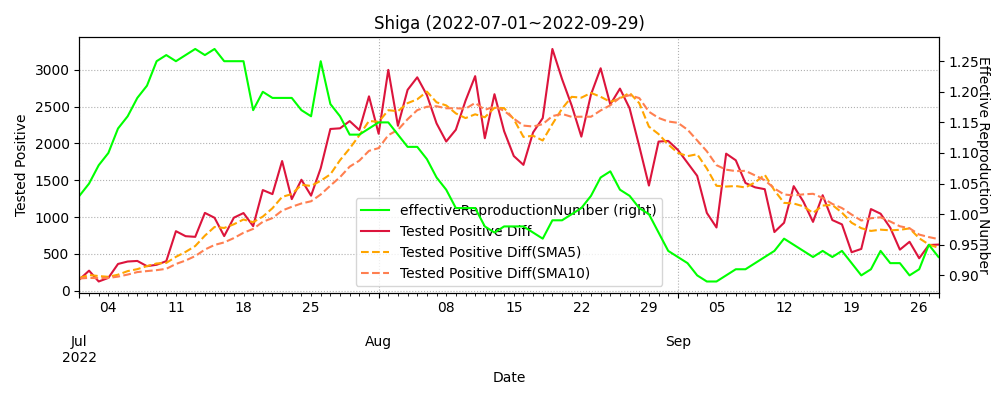 Shiga (2022-07-01~2022-09-29)
3000
2500
2000
1500
1000
500
0
Tested Positive
1.25
1.20
1.15
1.10
1.05
1.00
0.95
0.90
Effective Reproduction Number
effectiveReproductionNumber (right)
Tested Positive Diff
Tested Positive Diff(SMA5)
Tested Positive Diff(SMA10)
04 11 18 25 08 15 22 29 05 12 19 26
Jul Aug Sep
2022
Date